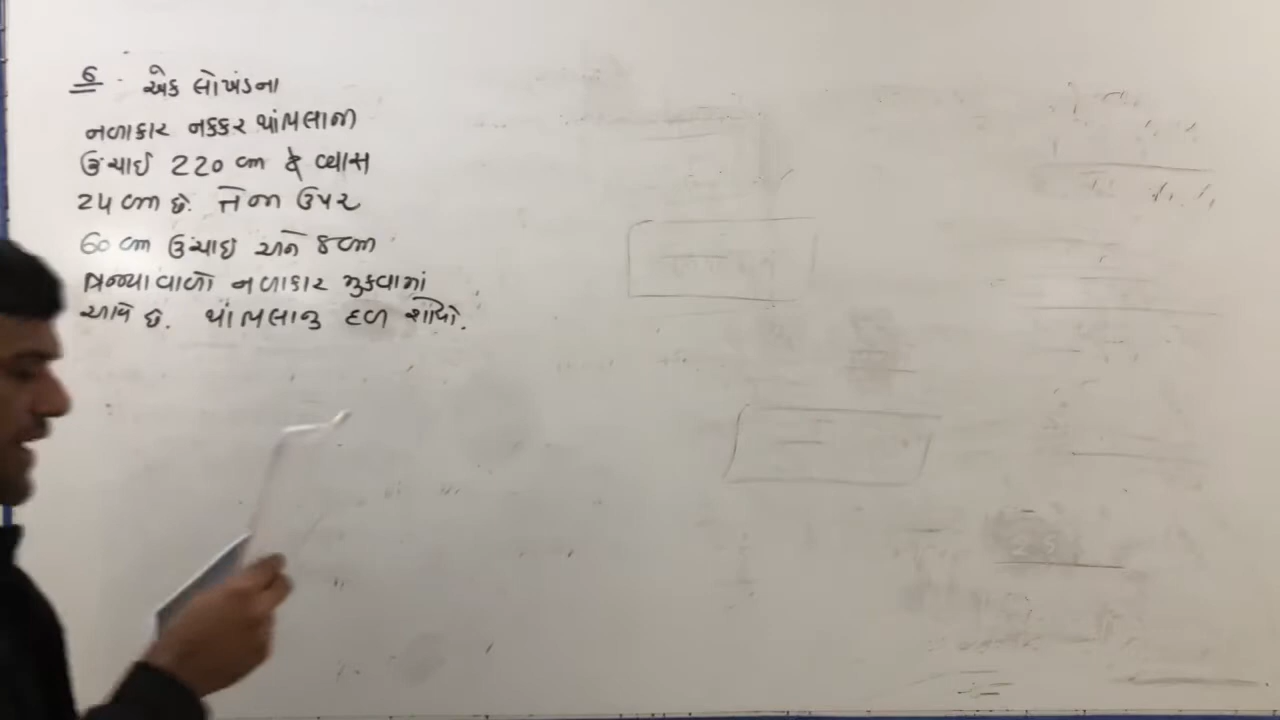 6. એક લોખંડના
નળાકાર નક્કર થાંભલાની
ઉંચાઇ 220 cm ને વ્યાસ
24 cm છે. તેના ઉપર
60 cm ઉંચાઇ અને 8 cm
ત્રિજ્યાવાળો નળાકાર મુકવામાં
આવે છે. થાંભલાનુ દળ શોધો.